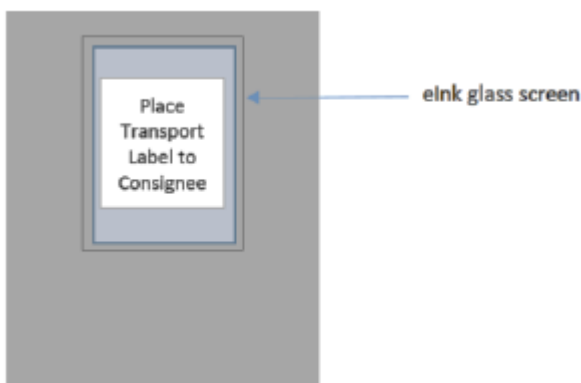 Place
Transport
Label to
Consignee
eInk glass screen